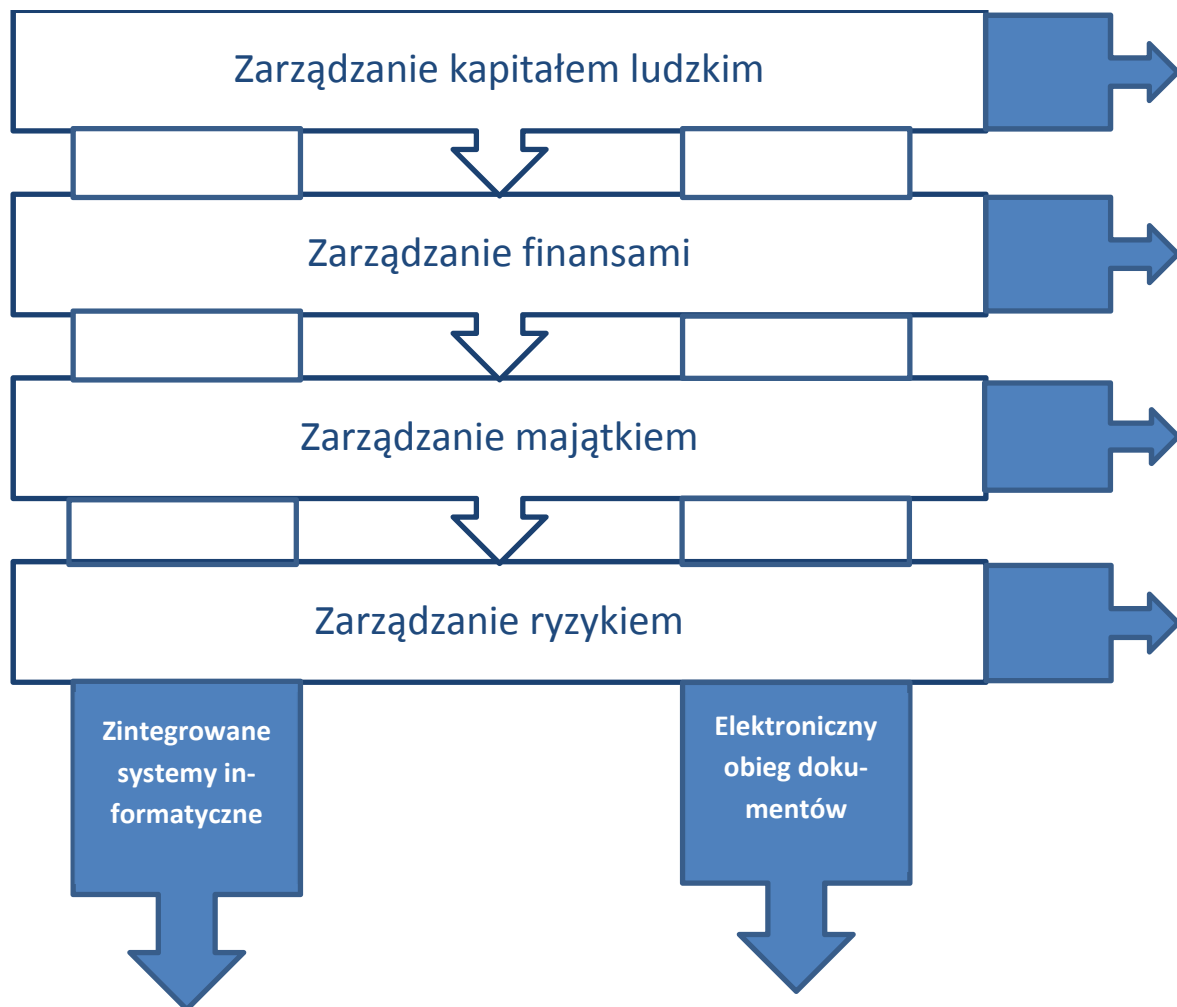 Zarządzanie kapitałem ludzkim
Zarządzanie finansami
Zarządzanie majątkiem
Zarządzanie ryzykiem
Zintegrowane
systemy in-
formatyczne
Elektroniczny
obieg doku-
mentów